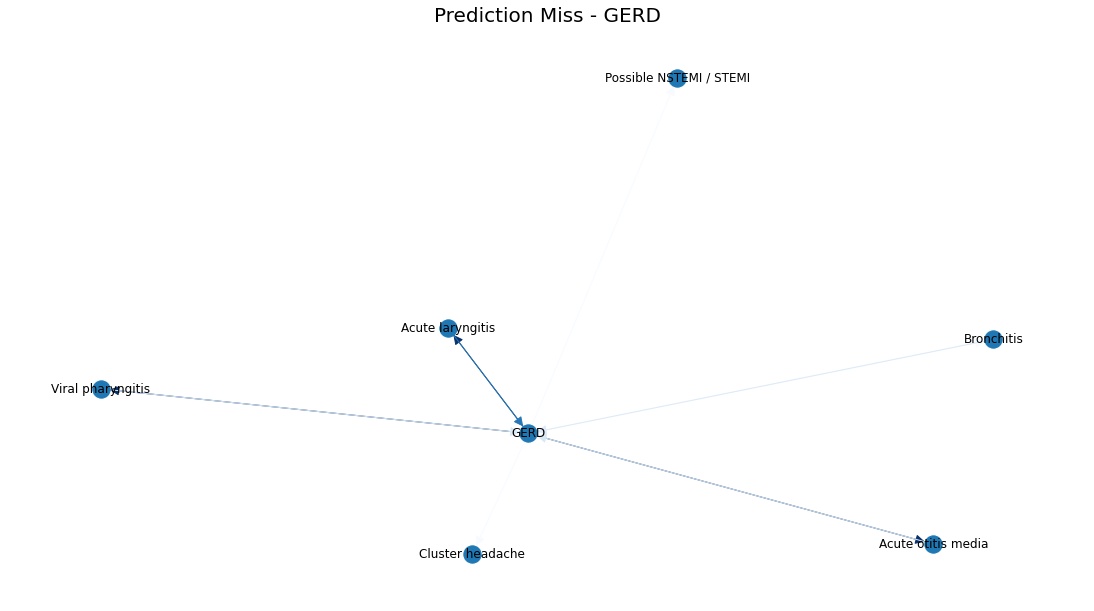 Prediction Miss - GERD
Possible NSTEMI / STEMI
Acute laryngitis
Bronchitis
Viral pharyngitis
GERD
Acute otitis media
Cluster headache